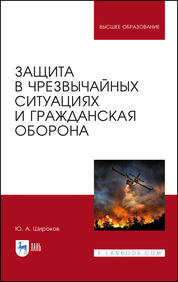 ВЫСШЕЕ ОБРАЗОВАНИЕ
ЗАЩИТА
В ЧРЕЗВЫЧАЙНЫХ
СИТУАЦИЯХ
И ГРАЖДАНСКАЯ
ОБОРОНА
Ю. А. Широков
ЛАНЬ
E.LANBOOK.COM